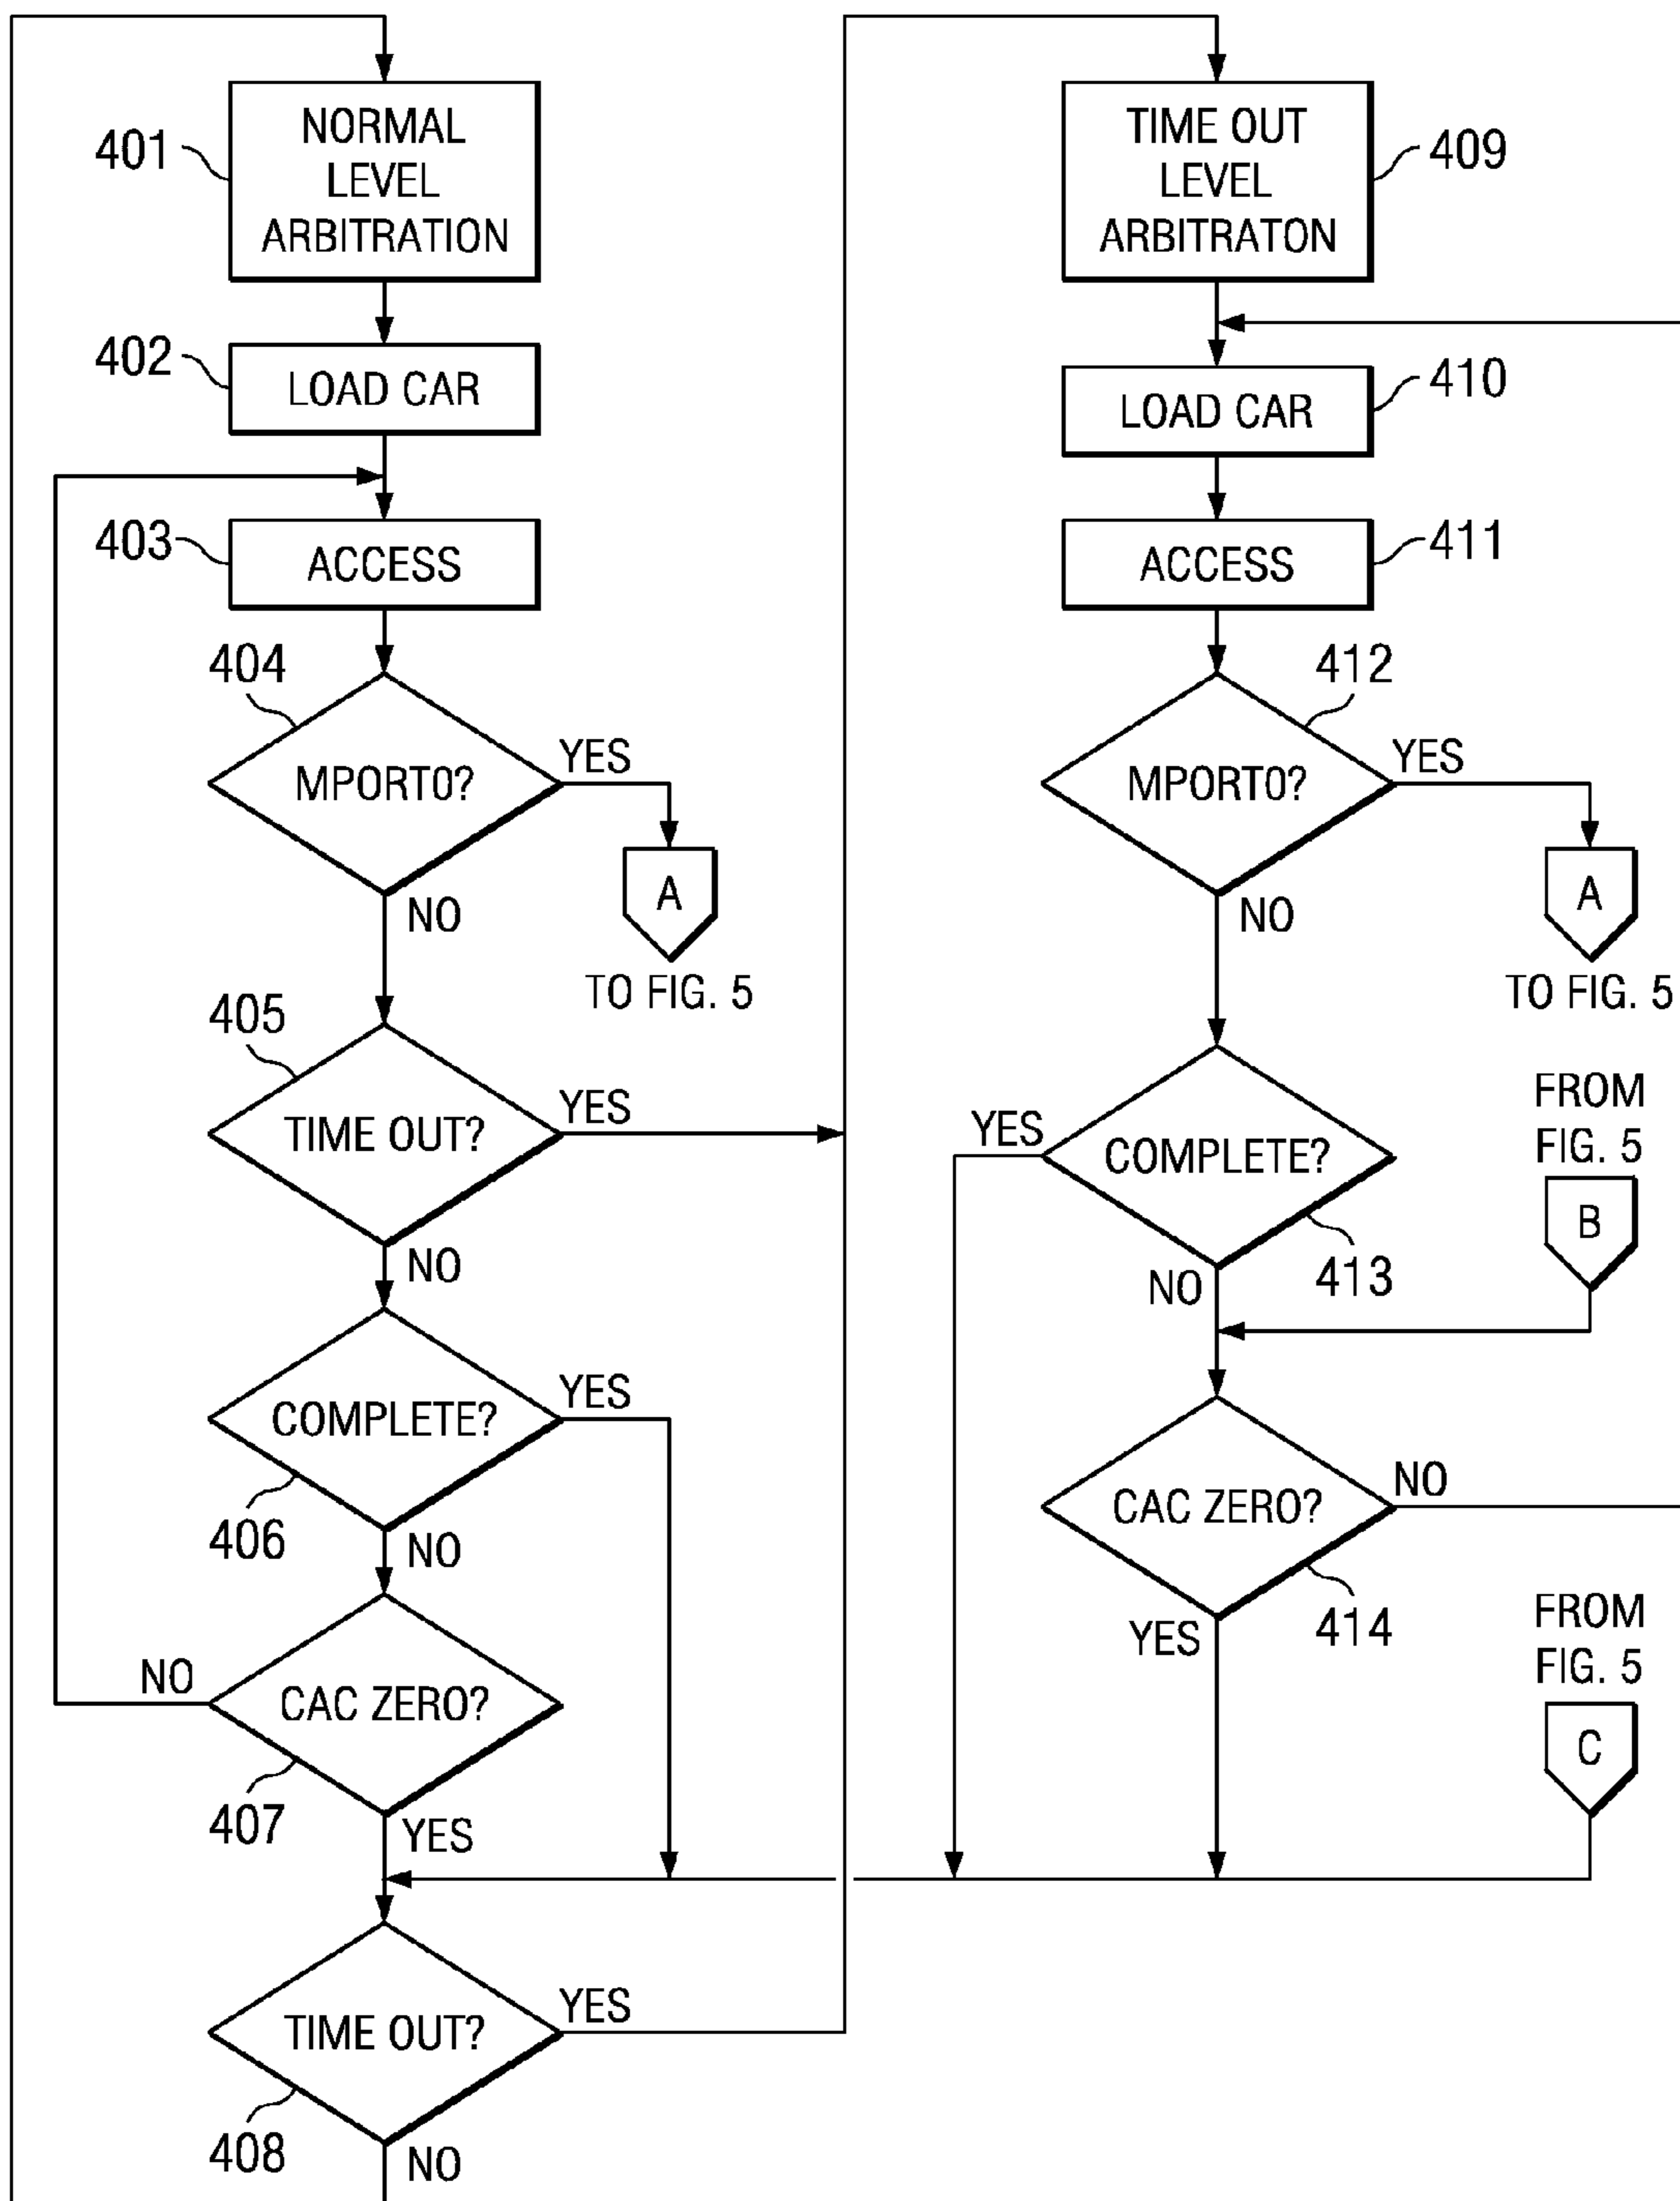 401
NORMAL
LEVEL
ARBITRATION
402
LOAD CAR
403
ACCESS
404
MPORT0?
YES
NO
A
TO FIG. 5
405
TIME OUT?
YES
NO
COMPLETE?
YES
406
NO
NO
CAC ZERO?
407
YES
TIME OUT?
YES
408
NO
TIME OUT
LEVEL
ARBITRATON
409
LOAD CAR
410
ACCESS
411
412
MPORT0?
YES
NO
A
TO FIG. 5
YES
COMPLETE?
413
NO
FROM
FIG. 5
B
CAC ZERO?
NO
414
YES
FROM
FIG. 5
C